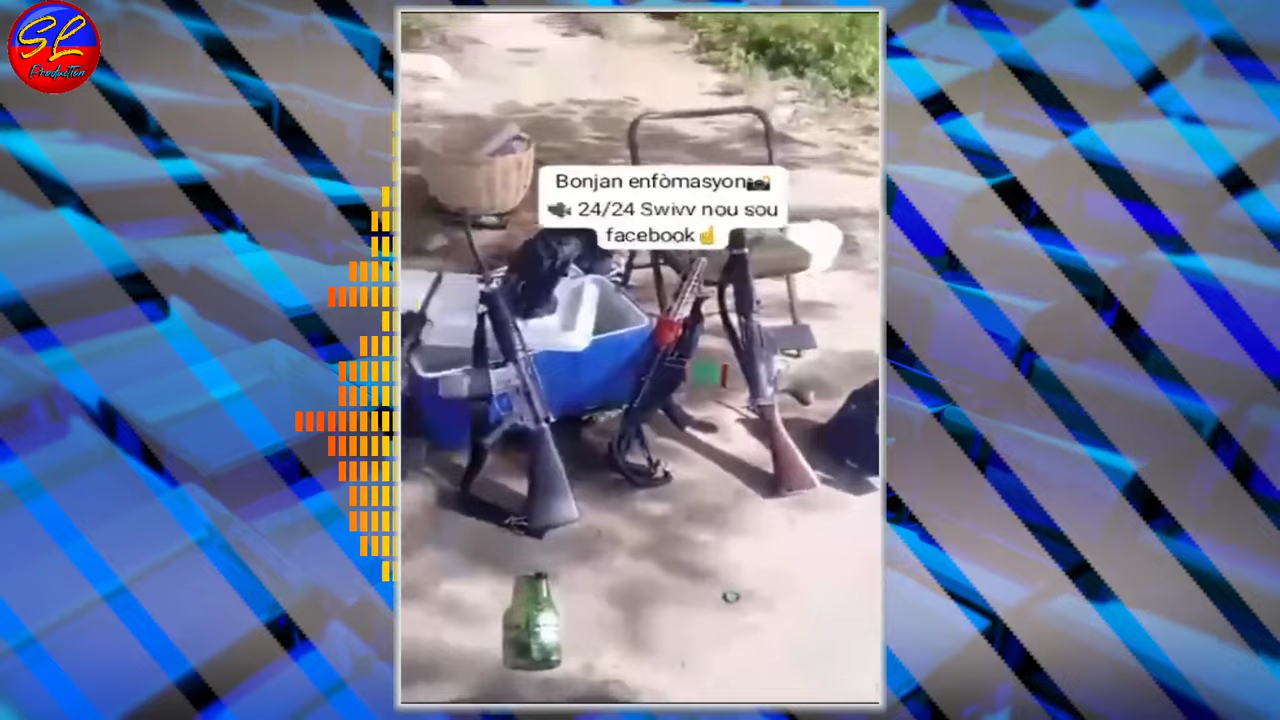 SL
Production
Bonjan enfòmasyon📸
📹 24/24 Swivv nou sou
facebook☝